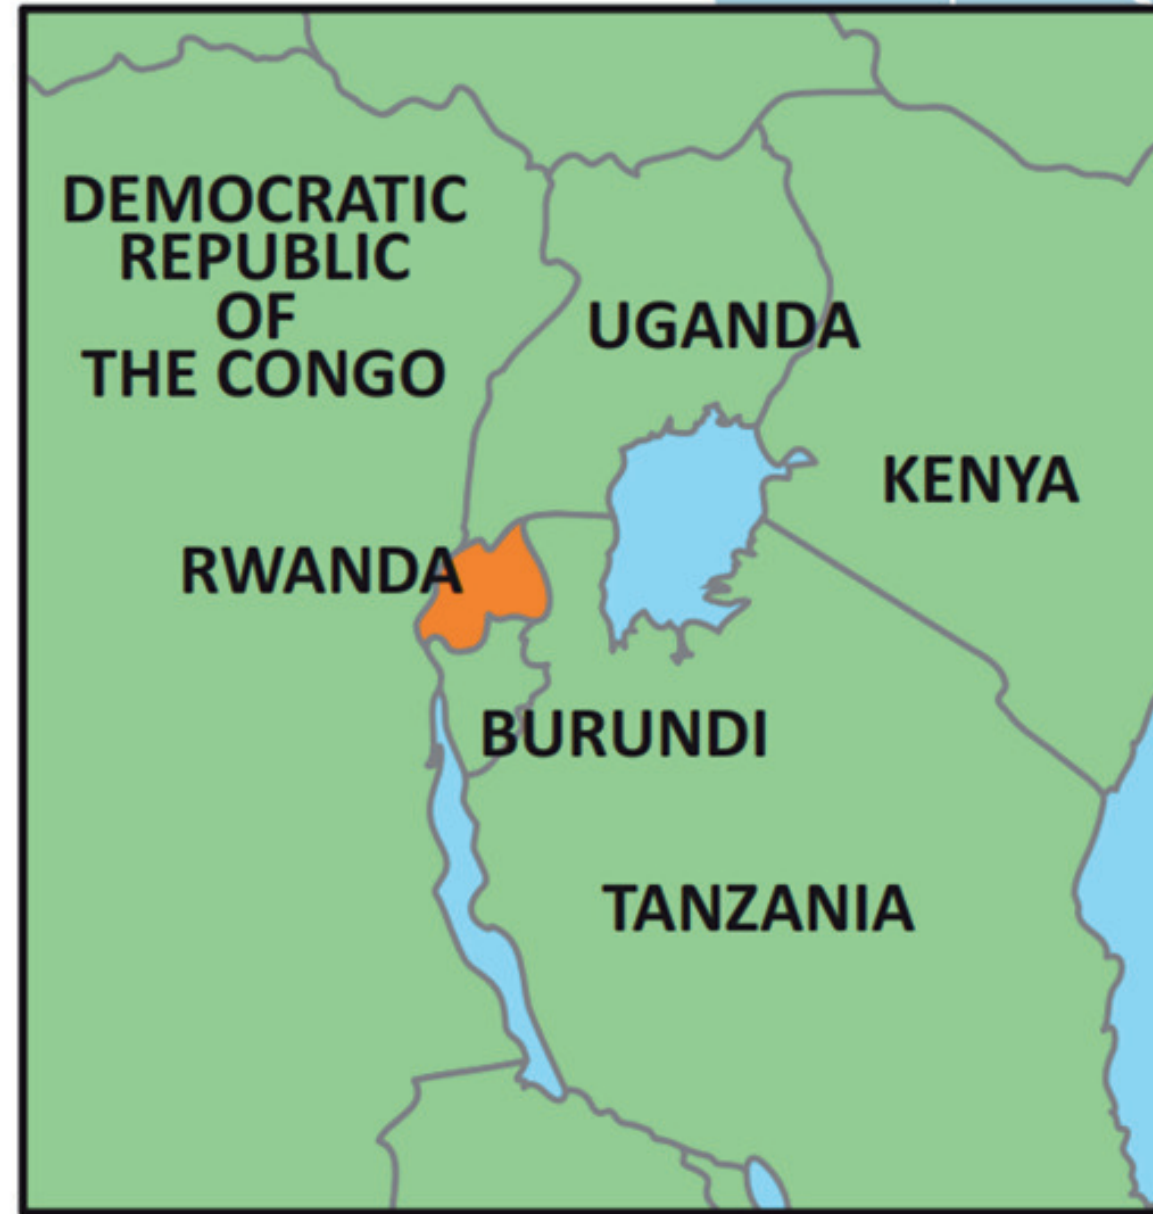 DEMOCRATIC
REPUBLIC
OF
THE CONGO
UGANDA
KENYA
RWANDA
BURUNDI
TANZANIA